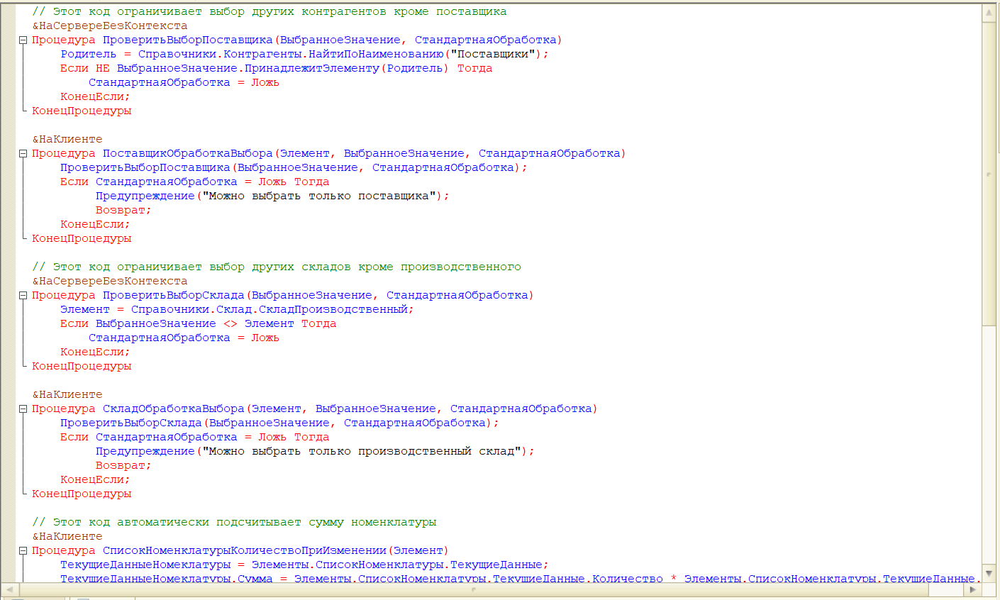 // Этот код ограничивает выбор других контрагентов кроме поставщика
&НаСервереБезКонтекста
Процедура ПроверитьВыборПоставщика(ВыбранноеЗначение, СтандартнаяОбработка)
Родитель = Справочники.Контрагенты.НайтиПоНаименованию("Поставщики");
Если НЕ ВыбранноеЗначение.ПринадлежитЭлементу(Родитель) Тогда
СтандартнаяОбработка = Ложь
КонецЕсли;
КонецПроцедуры
&НаКлиенте
Процедура ПоставщикОбработкаВыбора(Элемент, ВыбранноеЗначение, СтандартнаяОбработка)
ПроверитьВыборПоставщика(ВыбранноеЗначение, СтандартнаяОбработка);
Если СтандартнаяОбработка = Ложь Тогда
Предупреждение("Можно выбрать только поставщика");
Возврат;
КонецЕсли;
КонецПроцедуры
// Этот код ограничивает выбор других складов кроме производственного
&НаСервереБезКонтекста
Процедура ПроверитьВыборСклада(ВыбранноеЗначение, СтандартнаяОбработка)
Элемент = Справочники.Склад.СкладПроизводственный;
Если ВыбранноеЗначение <> Элемент Тогда
СтандартнаяОбработка = Ложь
КонецЕсли;
КонецПроцедуры
&НаКлиенте
Процедура СкладОбработкаВыбора(Элемент, ВыбранноеЗначение, СтандартнаяОбработка)
ПроверитьВыборСклада(ВыбранноеЗначение, СтандартнаяОбработка);
Если СтандартнаяОбработка = Ложь Тогда
Предупреждение("Можно выбрать только производственный склад");
Возврат;
КонецЕсли;
КонецПроцедуры
// Этот код автоматически подсчитывает сумму номенклатуры
&НаКлиенте
Процедура СписокНоменклатурыКоличествоПриИзменении(Элемент)
ТекущиеДанныеНомеклатуры = Элементы.СписокНоменклатуры.ТекущиеДанные;
ТекущиеДанныеНомеклатуры.Сумма = Элементы.СписокНоменклатуры.ТекущиеДанные.Количество * Элементы.СписокНоменклатуры.ТекущиеДанные.